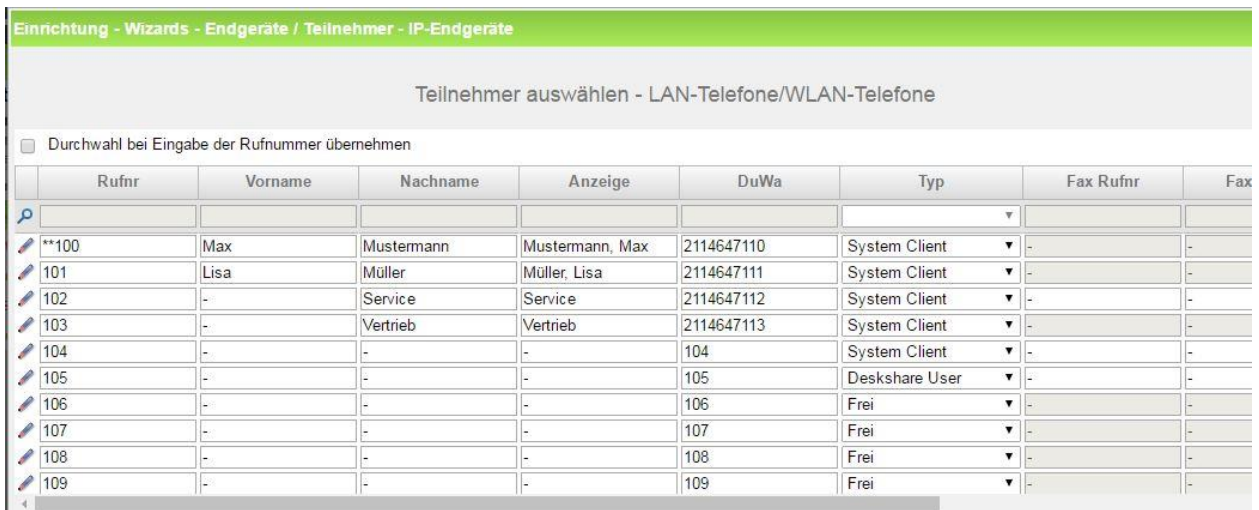 Einrichtung - Wizards - Endgeräte / Teilnehmer - IP-Endgeräte
Teilnehmer auswählen - LAN-Telefone/WLAN-Telefone
Durchwahl bei Eingabe der Rufnummer übernehmen
Rufnr Vorname Nachname Anzeige DuWa Typ Fax Rufnr Fax
**100 Max Mustermann Mustermann, Max 2114647110 System Client - -
101 Lisa Müller Müller, Lisa 2114647111 System Client - -
102 - Service Service 2114647112 System Client - -
103 - Vertrieb Vertrieb 2114647113 System Client - -
104 - - - 104 System Client - -
105 - - - 105 Deskshare User - -
106 - - - 106 Frei - -
107 - - - 107 Frei - -
108 - - - 108 Frei - -
109 - - - 109 Frei - -